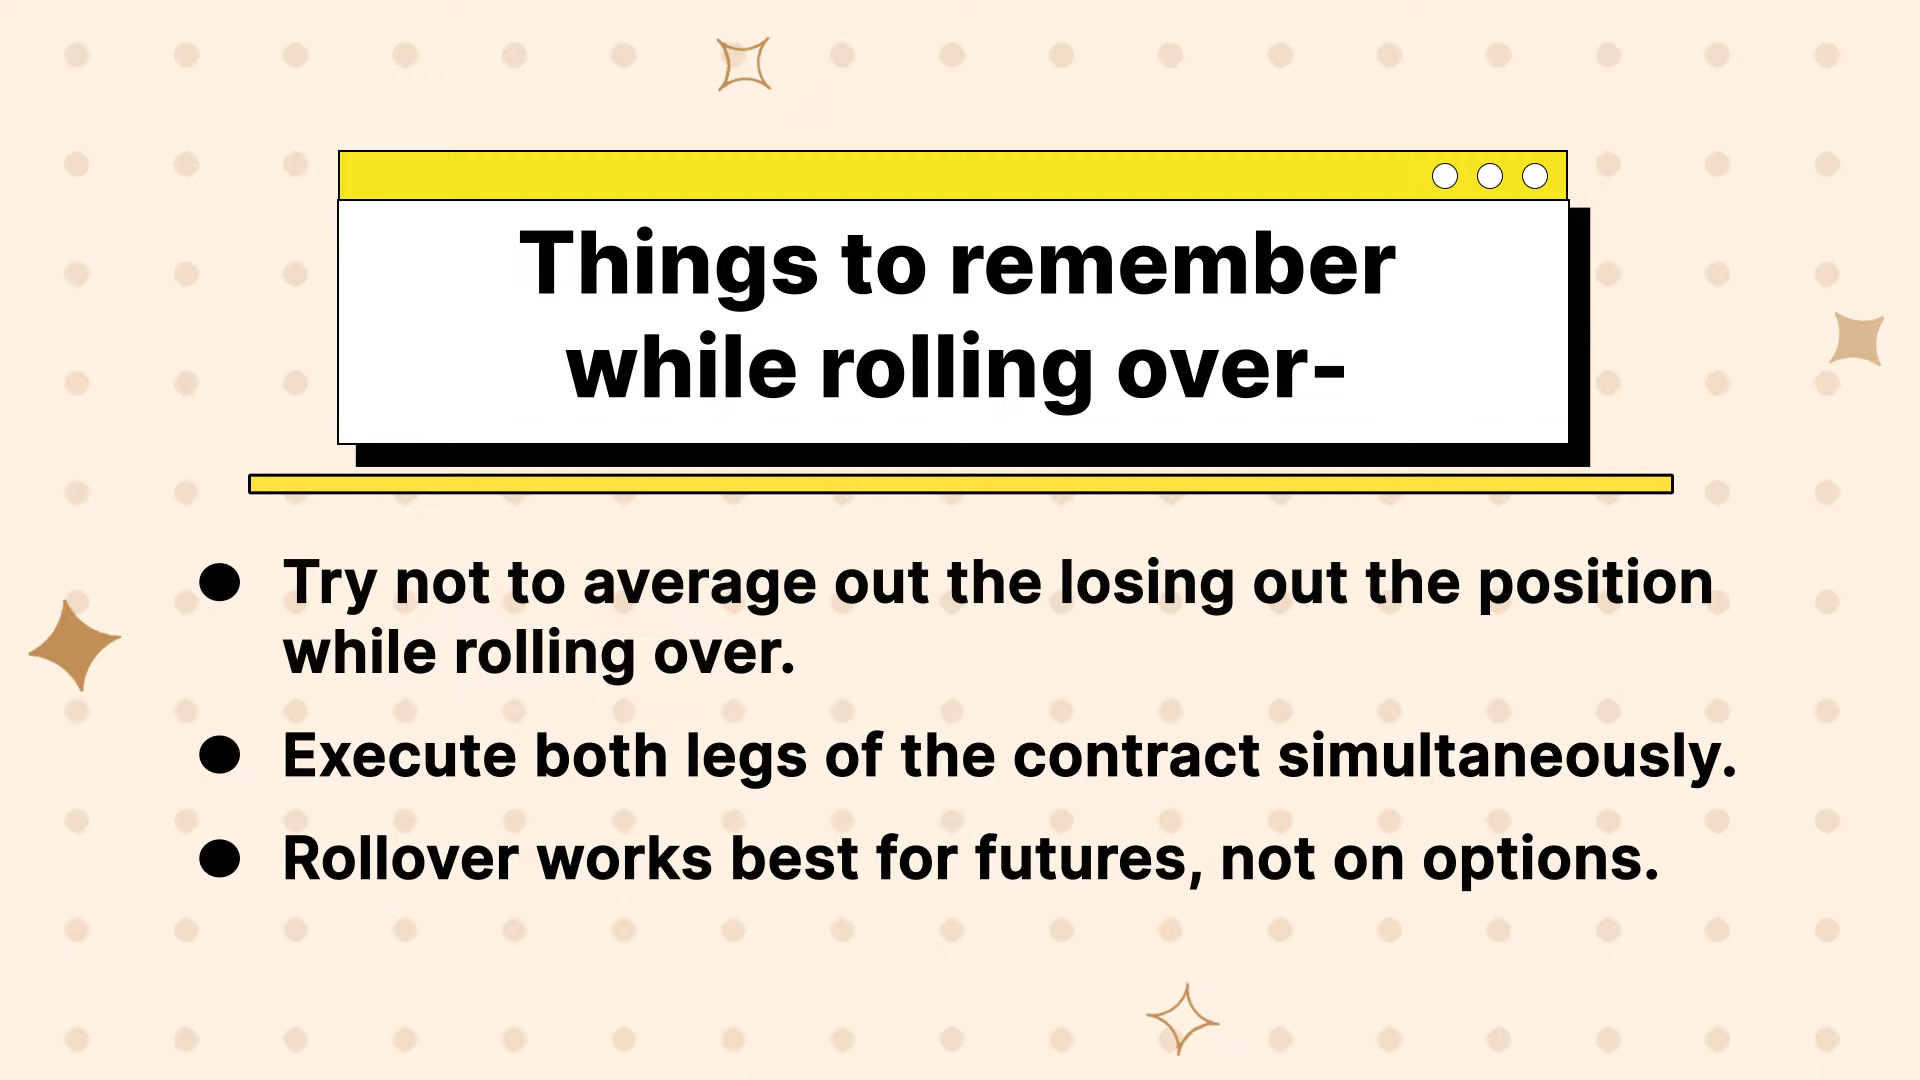 Things to remember
while rolling over-
● Try not to average out the losing out the position
while rolling over.
● Execute both legs of the contract simultaneously.
● Rollover works best for futures, not on options.